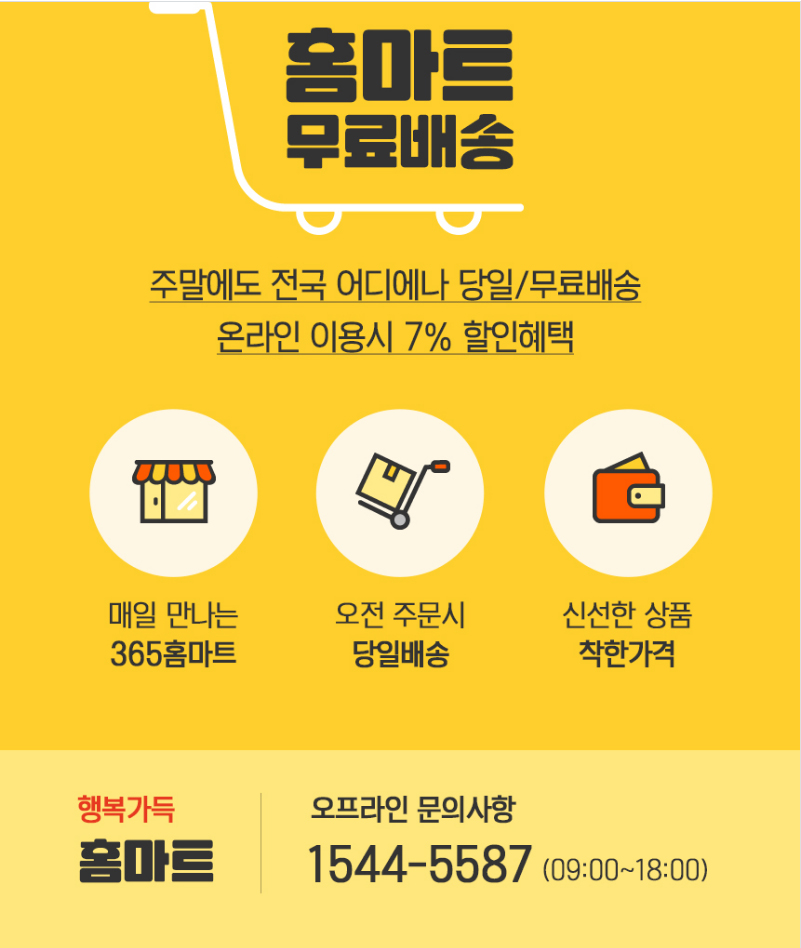 홈마트
무료배송
주말에도 전국 어디에나 당일/무료배송
온라인 이용시 7% 할인혜택
매일 만나는
365홈마트
오전 주문시
당일배송
신선한 상품
착한가격
행복가득
홈마트
오프라인 문의사항
1544-5587 (09:00~18:00)